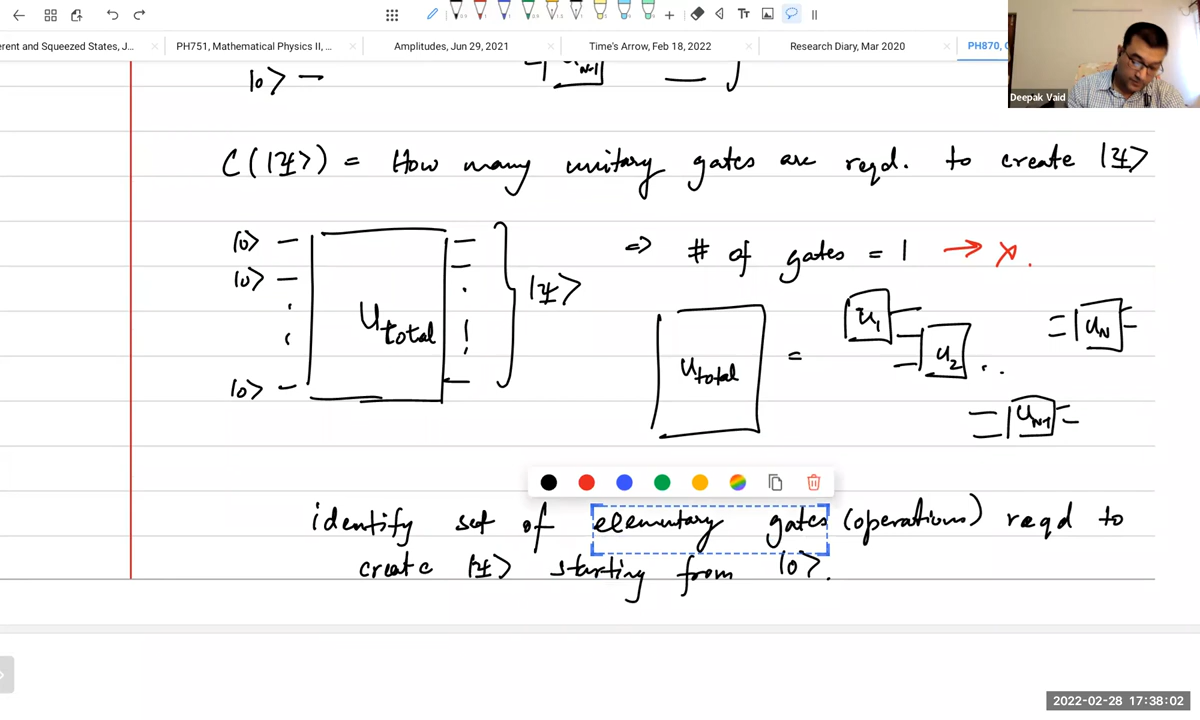 erent and Squeezed States, J...
PH751, Mathematical Physics II, ...
Amplitudes, Jun 29, 2021
Time's Arrow, Feb 18, 2022
Research Diary, Mar 2020
PH870,
Deepak Vaid
|0> U_N-1
C(|Ψ>) = How many unitary gates are reqd. to create |Ψ>
|0>
|0>
|0>
U_total
|Ψ>
=> # of gates = 1 → x.
U_total = U_1 U_2 .. U_N
U_N-1
identify set of elementary gates (operations) reqd to
create |Ψ> starting from |0>.
2022-02-28 17:38:02